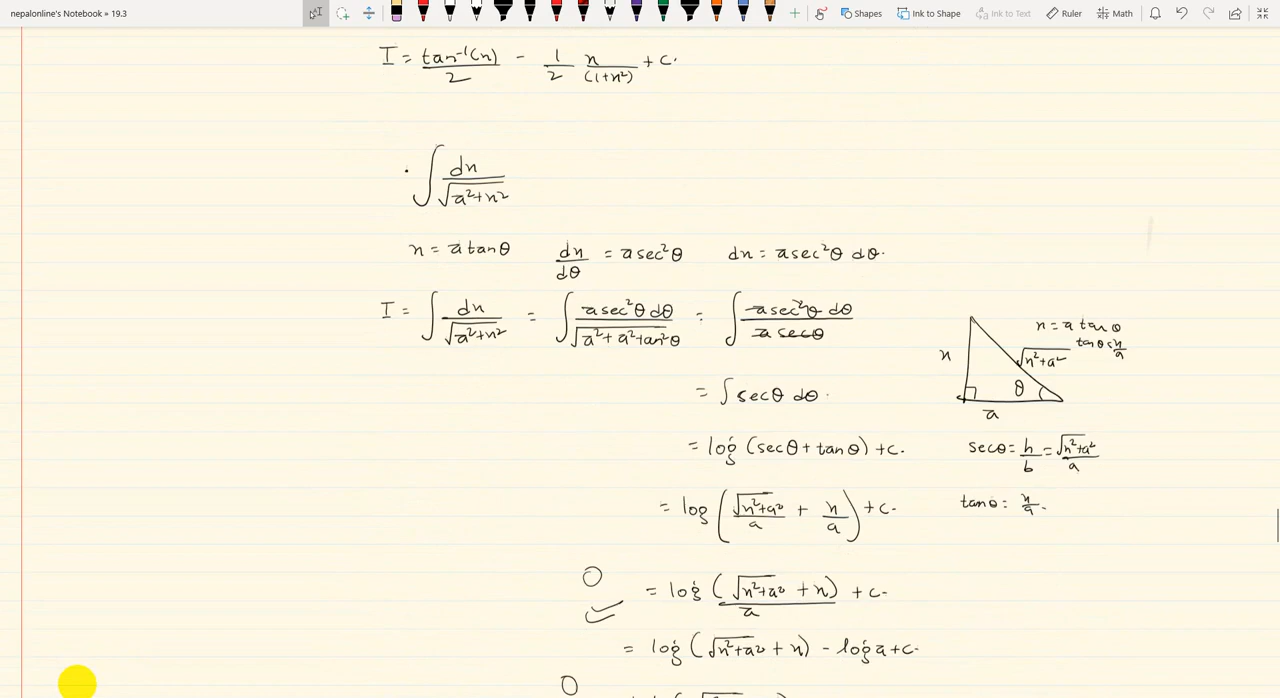 nepalonline's Notebook » 19.3
Shapes Ink to Shape Ink to Text Ruler Math
I = tan⁻¹(x)/2 - 1/2 x/(1+x²) + c.
∫ dx/√(a²+x²)
x = a tanθ dx/dθ = a sec²θ dx = a sec²θ dθ.
I = ∫ dx/√(a²+x²) = ∫ a sec²θ dθ/√(a²+a²tan²θ) = ∫ a sec²θ dθ/a secθ
x = a tanθ
tanθ = x/a
x √(x²+a²)
θ
a
= ∫ secθ dθ.
= log (secθ + tanθ) + c.
secθ = h/b = √(x²+a²)/a
= log (√(x²+a²)/a + x/a) + c.
tanθ = x/a.
= log (√(x²+a²) + x)/a + c.
= log (√(x²+a²) + x) - log a + c.